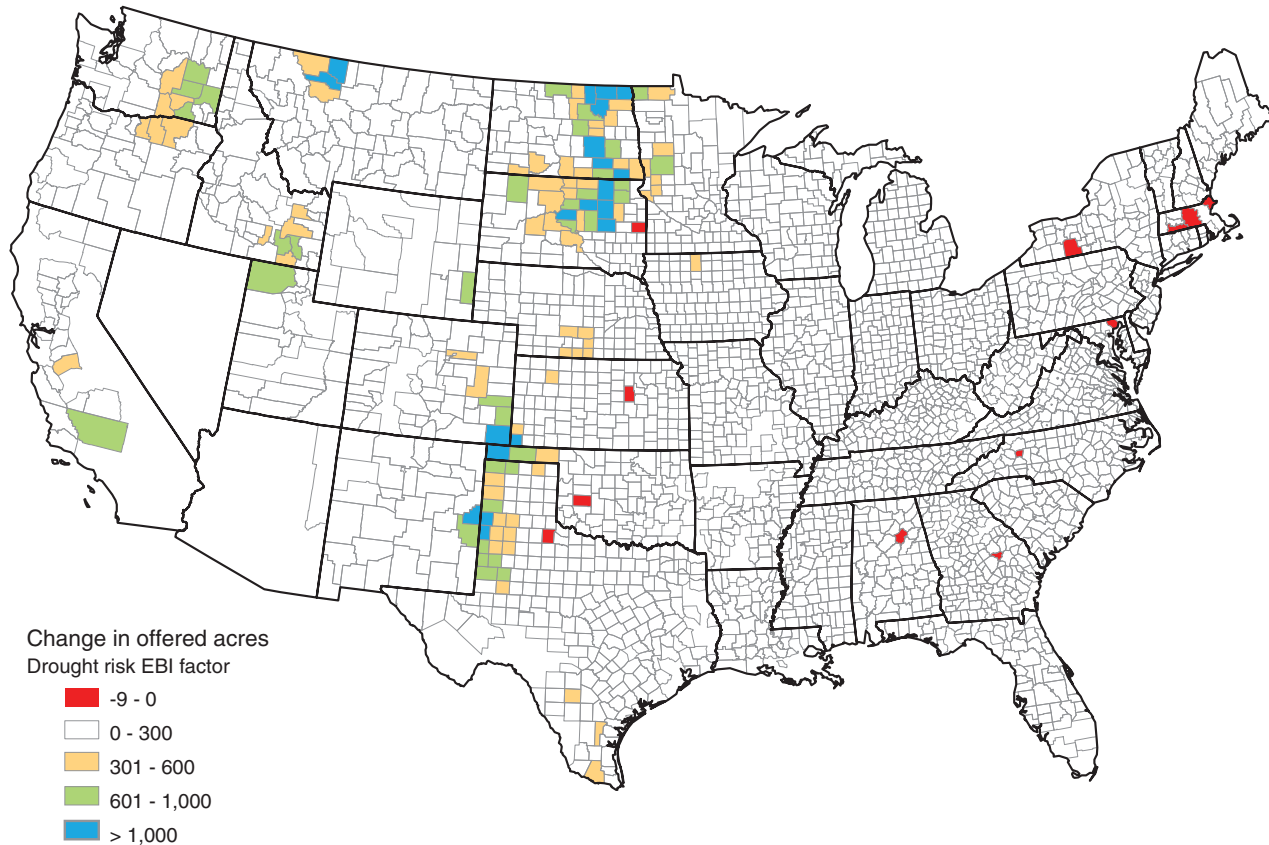 Change in offered acres
Drought risk EBI factor
-9 - 0
0 - 300
301 - 600
601 - 1,000
> 1,000